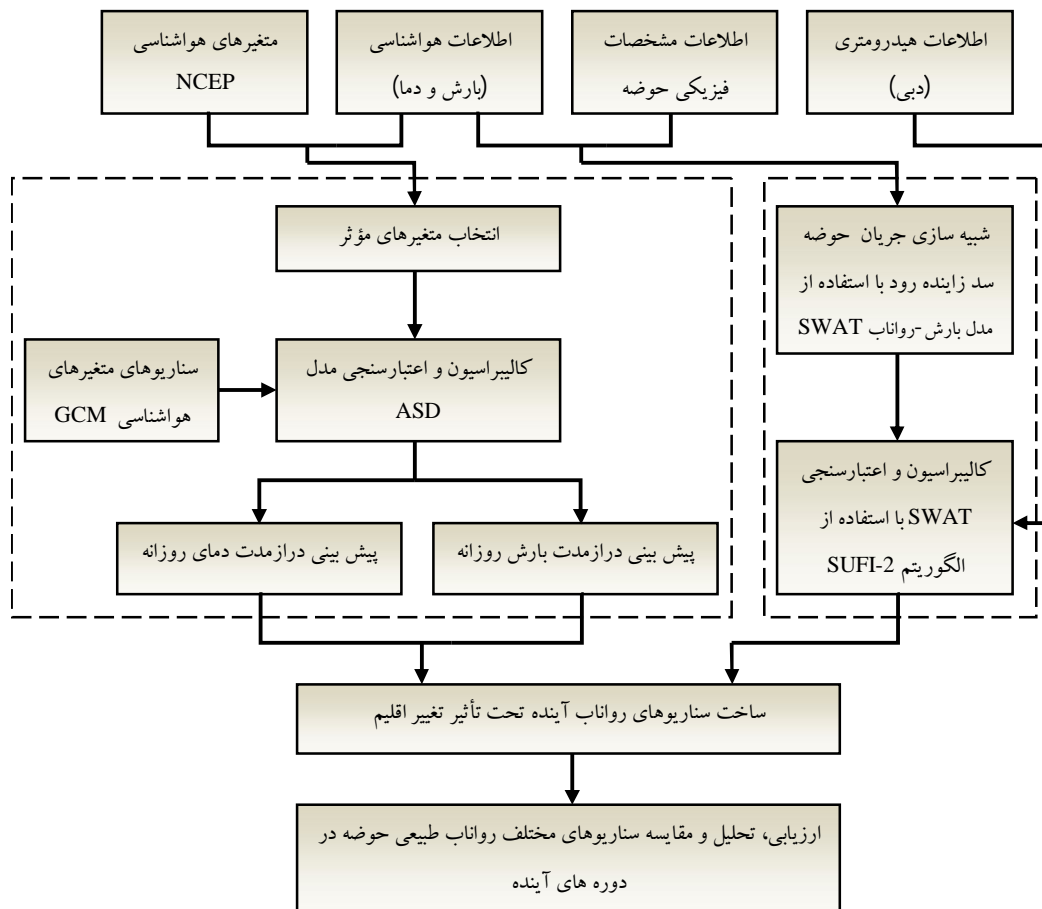 اطلاعات هیدرومتری
(دبی)
اطلاعات مشخصات
فیزیکی حوضه
اطلاعات هواشناسی
(بارش و دما)
متغیرهای هواشناسی
NCEP
شبیه سازی جریان حوضه
سد زاینده رود با استفاده از
مدل بارش-رواناب SWAT
کالیبراسیون و اعتبارسنجی
SWAT با استفاده از
الگوریتم SUFI-2
انتخاب متغیرهای مؤثر
کالیبراسیون و اعتبارسنجی مدل
ASD
سناریوهای متغیرهای
هواشناسی GCM
پیش بینی درازمدت بارش روزانه
پیش بینی درازمدت دمای روزانه
ساخت سناریوهای رواناب آینده تحت تأثیر تغییر اقلیم
ارزیابی، تحلیل و مقایسه سناریوهای مختلف رواناب طبیعی حوضه در
دوره های آینده